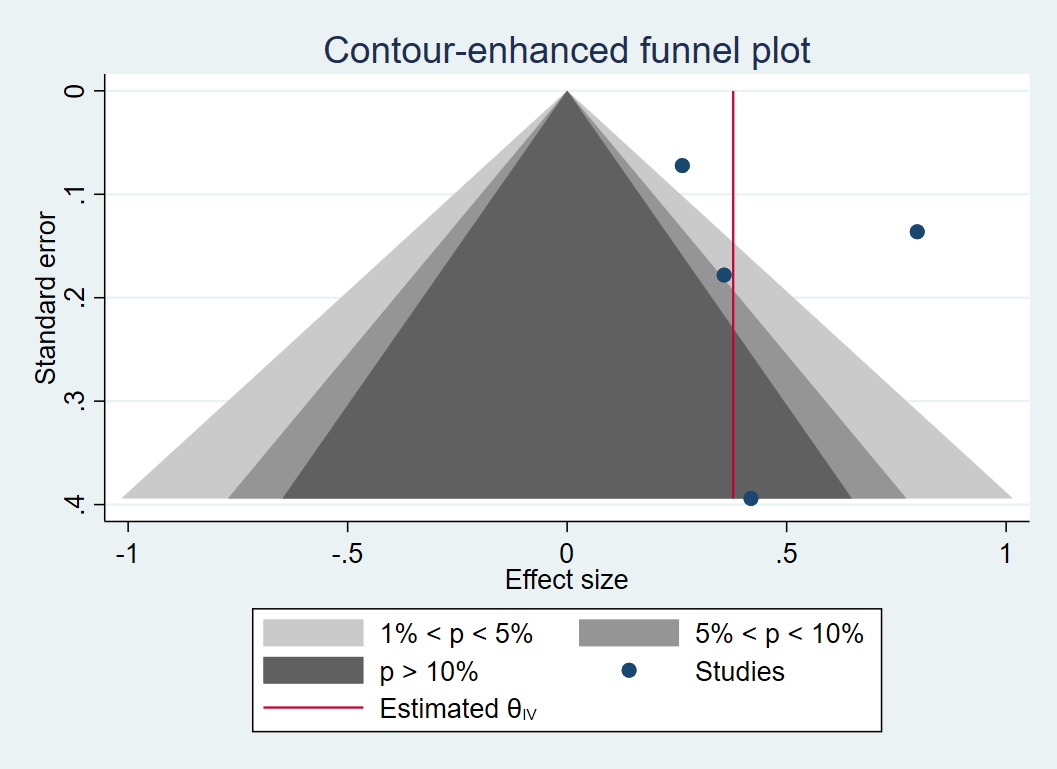 Contour-enhanced funnel plot
0
.1
.2
.3
.4
Standard error
-1
-.5
0
.5
1
Effect size
1% < p < 5%
5% < p < 10%
p > 10%
Studies
Estimated θIV